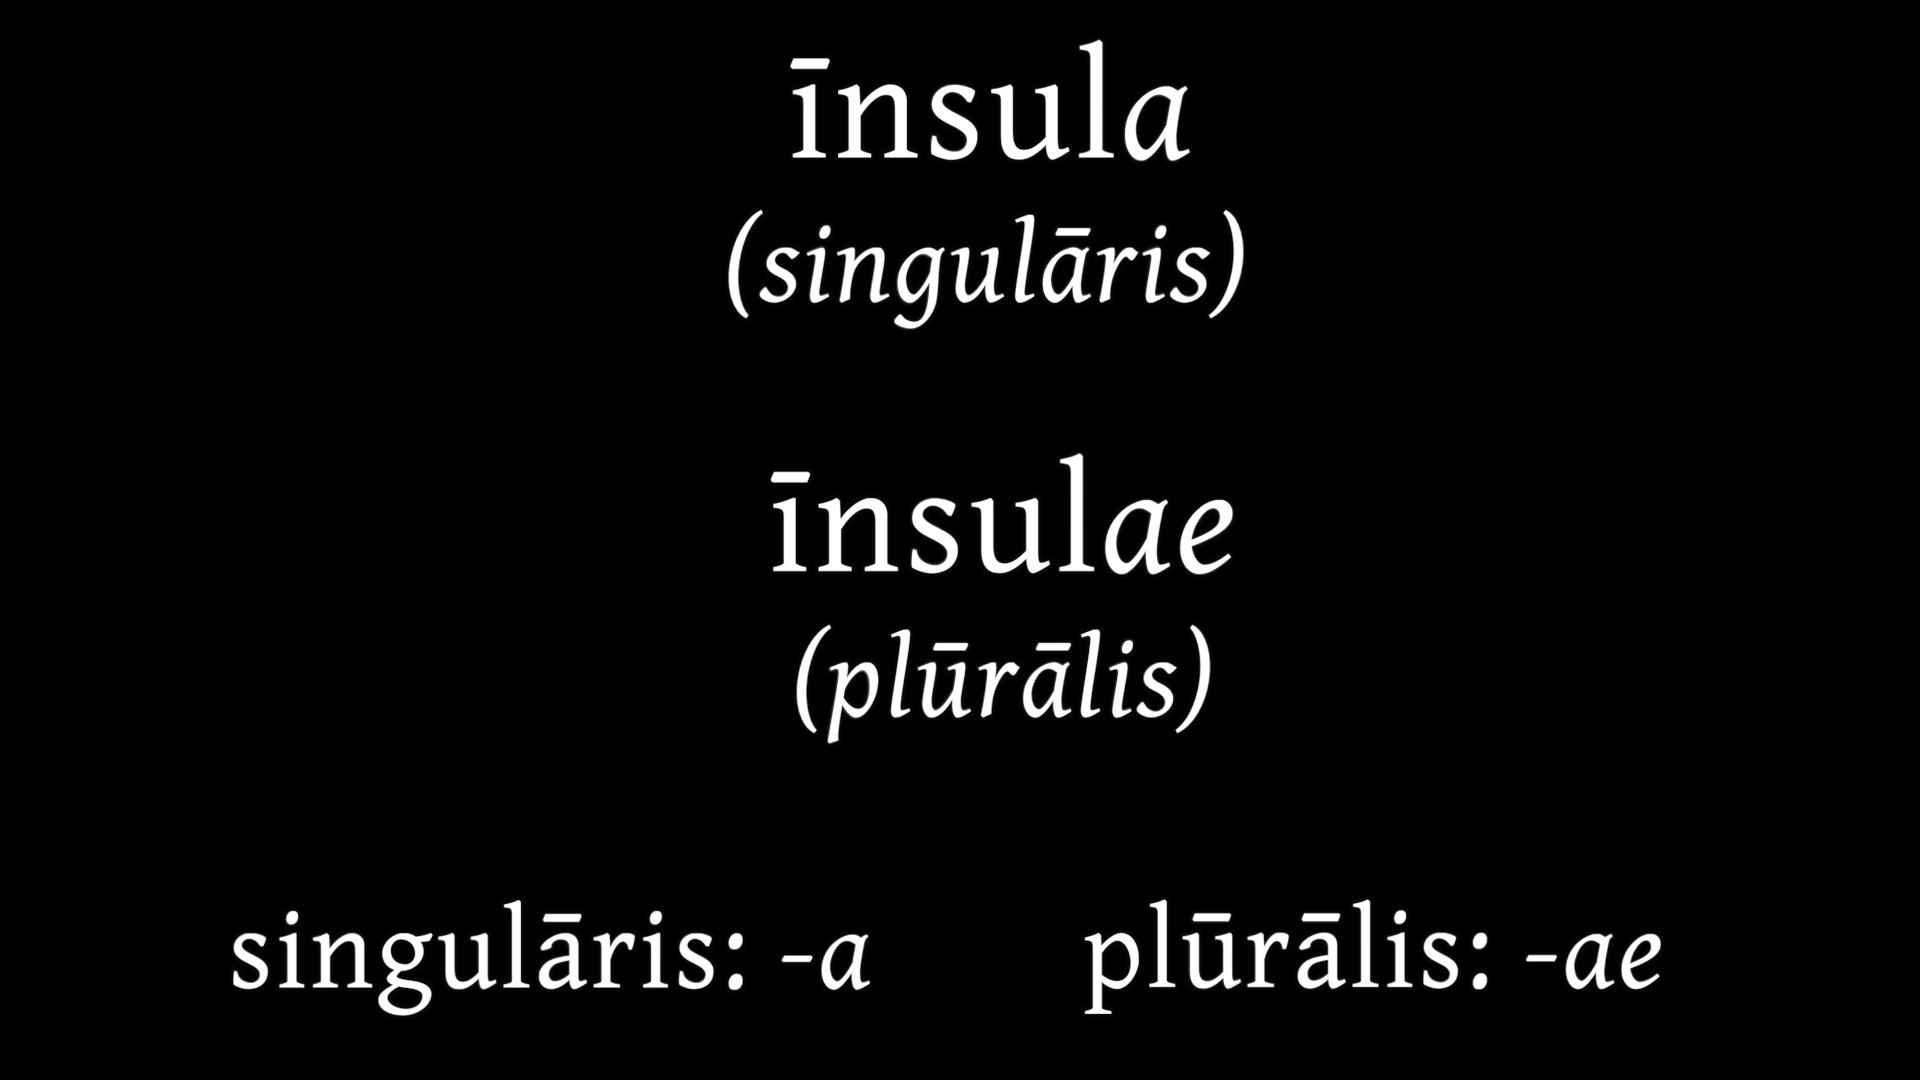 īnsula
(singulāris)
īnsulae
(plūrālis)
singulāris: -a plūrālis: -ae